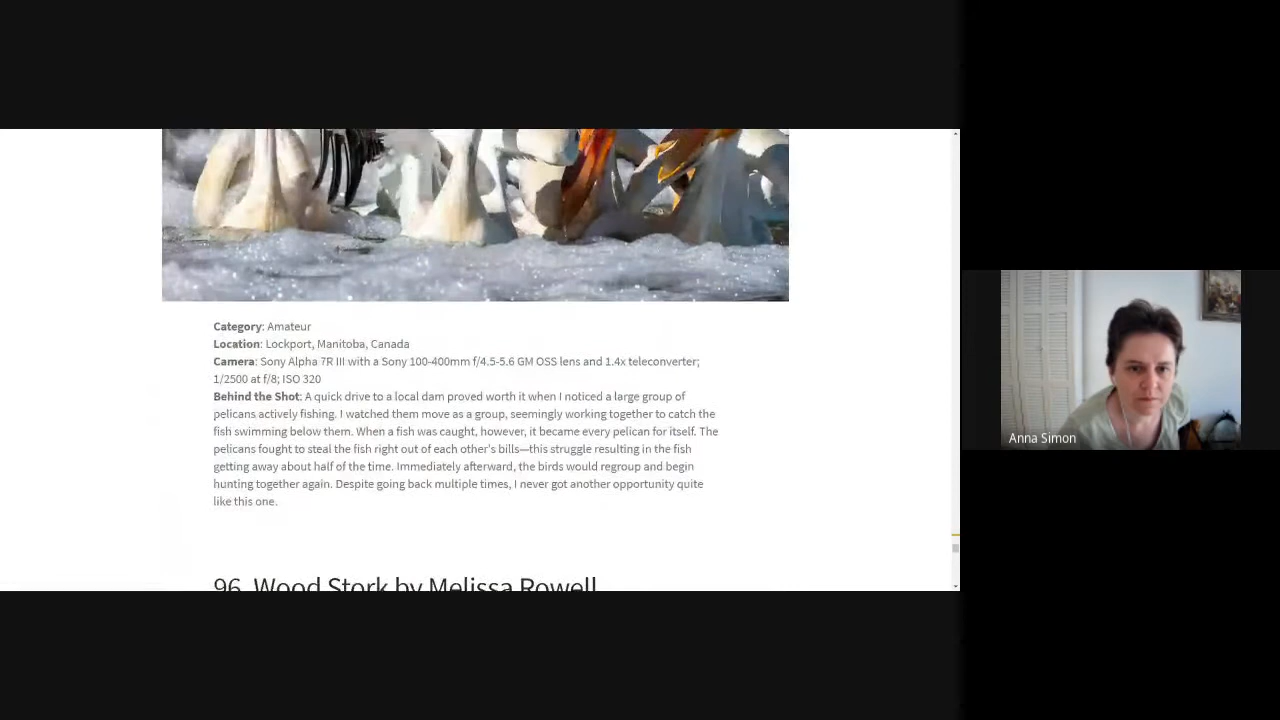 Category: Amateur
Location: Lockport, Manitoba, Canada
Camera: Sony Alpha 7R III with a Sony 100-400mm f/4.5-5.6 GM OSS lens and 1.4x teleconverter;
1/2500 at f/8; ISO 320
Behind the Shot: A quick drive to a local dam proved worth it when I noticed a large group of
pelicans actively fishing. I watched them move as a group, seemingly working together to catch the
fish swimming below them. When a fish was caught, however, it became every pelican for itself. The
pelicans fought to steal the fish right out of each other's bills—this struggle resulting in the fish
getting away about half of the time. Immediately afterward, the birds would regroup and begin
hunting together again. Despite going back multiple times, I never got another opportunity quite
like this one.
96. Wood Stork by Melissa Rowell
Anna Simon